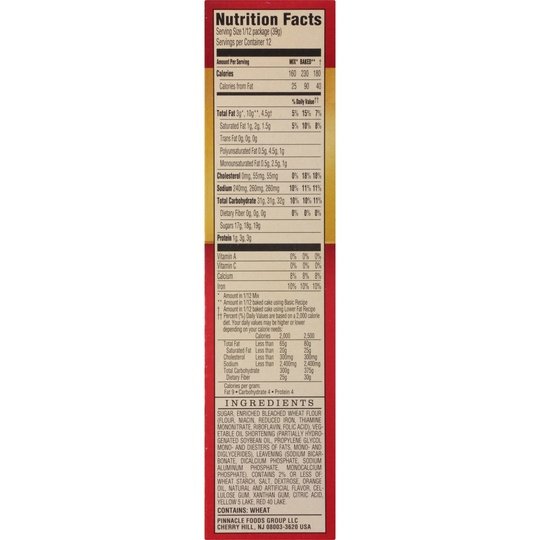 Nutrition Facts
Serving Size 1/12 package (39g)
Servings per Container 12
Amount Per Serving MIX* BAKED** †
Calories 160 230 180
Calories from Fat 25 90 40
% Daily Value††
Total Fat 3g*, 10g**, 4.5g† 5% 15% 7%
Saturated Fat 1g, 2g, 1.5g 5% 10% 8%
Trans Fat 0g, 0g, 0g
Polyunsaturated Fat 0.5g, 4.5g, 1g
Monounsaturated Fat 0.5g, 2.5g, 1g
Cholesterol 0mg, 55mg, 55mg 0% 18% 18%
Sodium 240mg, 260mg, 260mg 10% 11% 11%
Total Carbohydrate 31g, 31g, 32g 10% 10% 11%
Dietary Fiber 0g, 0g, 0g 0% 0% 0%
Sugars 17g, 18g, 19g
Protein 1g, 3g, 3g
Vitamin A 0% 0% 0%
Vitamin C 0% 0% 0%
Calcium 8% 8% 8%
Iron 10% 10% 10%
* Amount in 1/12 Mix
** Amount in 1/12 baked cake using Basic Recipe
† Amount in 1/12 baked cake using Lower Fat Recipe
†† Percent (%) Daily Values are based on a 2,000 calorie
diet. Your daily values may be higher or lower
depending on your calorie needs:
Calories 2,000 2,500
Total Fat Less than 65g 80g
Saturated Fat Less than 20g 25g
Cholesterol Less than 300mg 300mg
Sodium Less than 2,400mg 2,400mg
Total Carbohydrate 300g 375g
Dietary Fiber 25g 30g
Calories per gram:
Fat 9 • Carbohydrate 4 • Protein 4
INGREDIENTS
SUGAR, ENRICHED BLEACHED WHEAT FLOUR
(FLOUR, NIACIN, REDUCED IRON, THIAMINE
MONONITRATE, RIBOFLAVIN, FOLIC ACID), VEG-
ETABLE OIL SHORTENING (PARTIALLY HYDRO-
GENATED SOYBEAN OIL, PROPYLENE GLYCOL
MONO- AND DIESTERS OF FATS, MONO- AND
DIGLYCERIDES), LEAVENING (SODIUM BICAR-
BONATE, DICALCIUM PHOSPHATE, SODIUM
ALUMINUM PHOSPHATE, MONOCALCIUM
PHOSPHATE). CONTAINS 2% OR LESS OF:
WHEAT STARCH, SALT, DEXTROSE, ORANGE
OIL, NATURAL AND ARTIFICIAL FLAVOR, CEL-
LULOSE GUM, XANTHAN GUM, CITRIC ACID,
YELLOW 5 LAKE, RED 40 LAKE.
CONTAINS: WHEAT
PINNACLE FOODS GROUP LLC
CHERRY HILL, NJ 08003-3620 USA